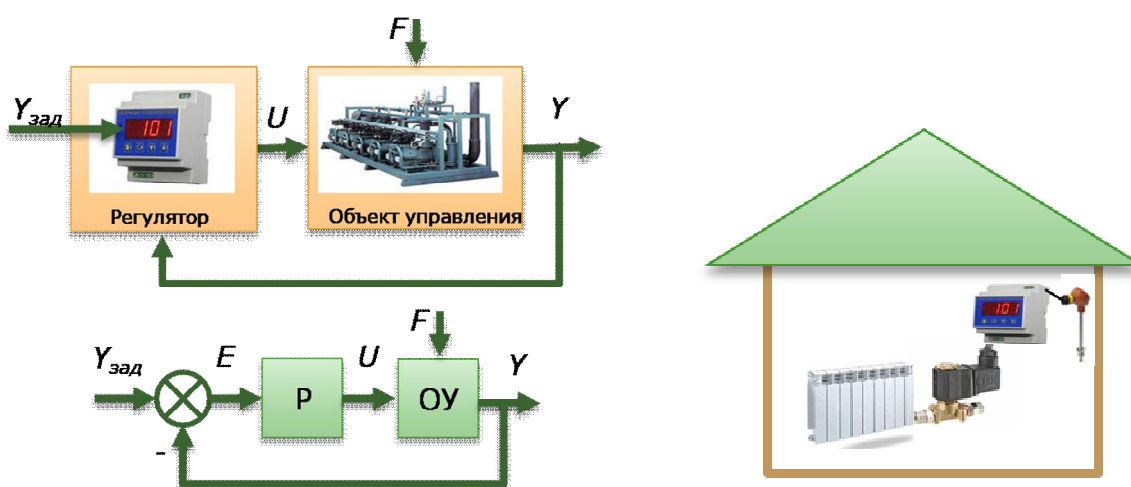 F
Yзад
U
Y
101
Регулятор
Объект управления
F
Yзад
E
U
Y
Р
ОУ
-
101